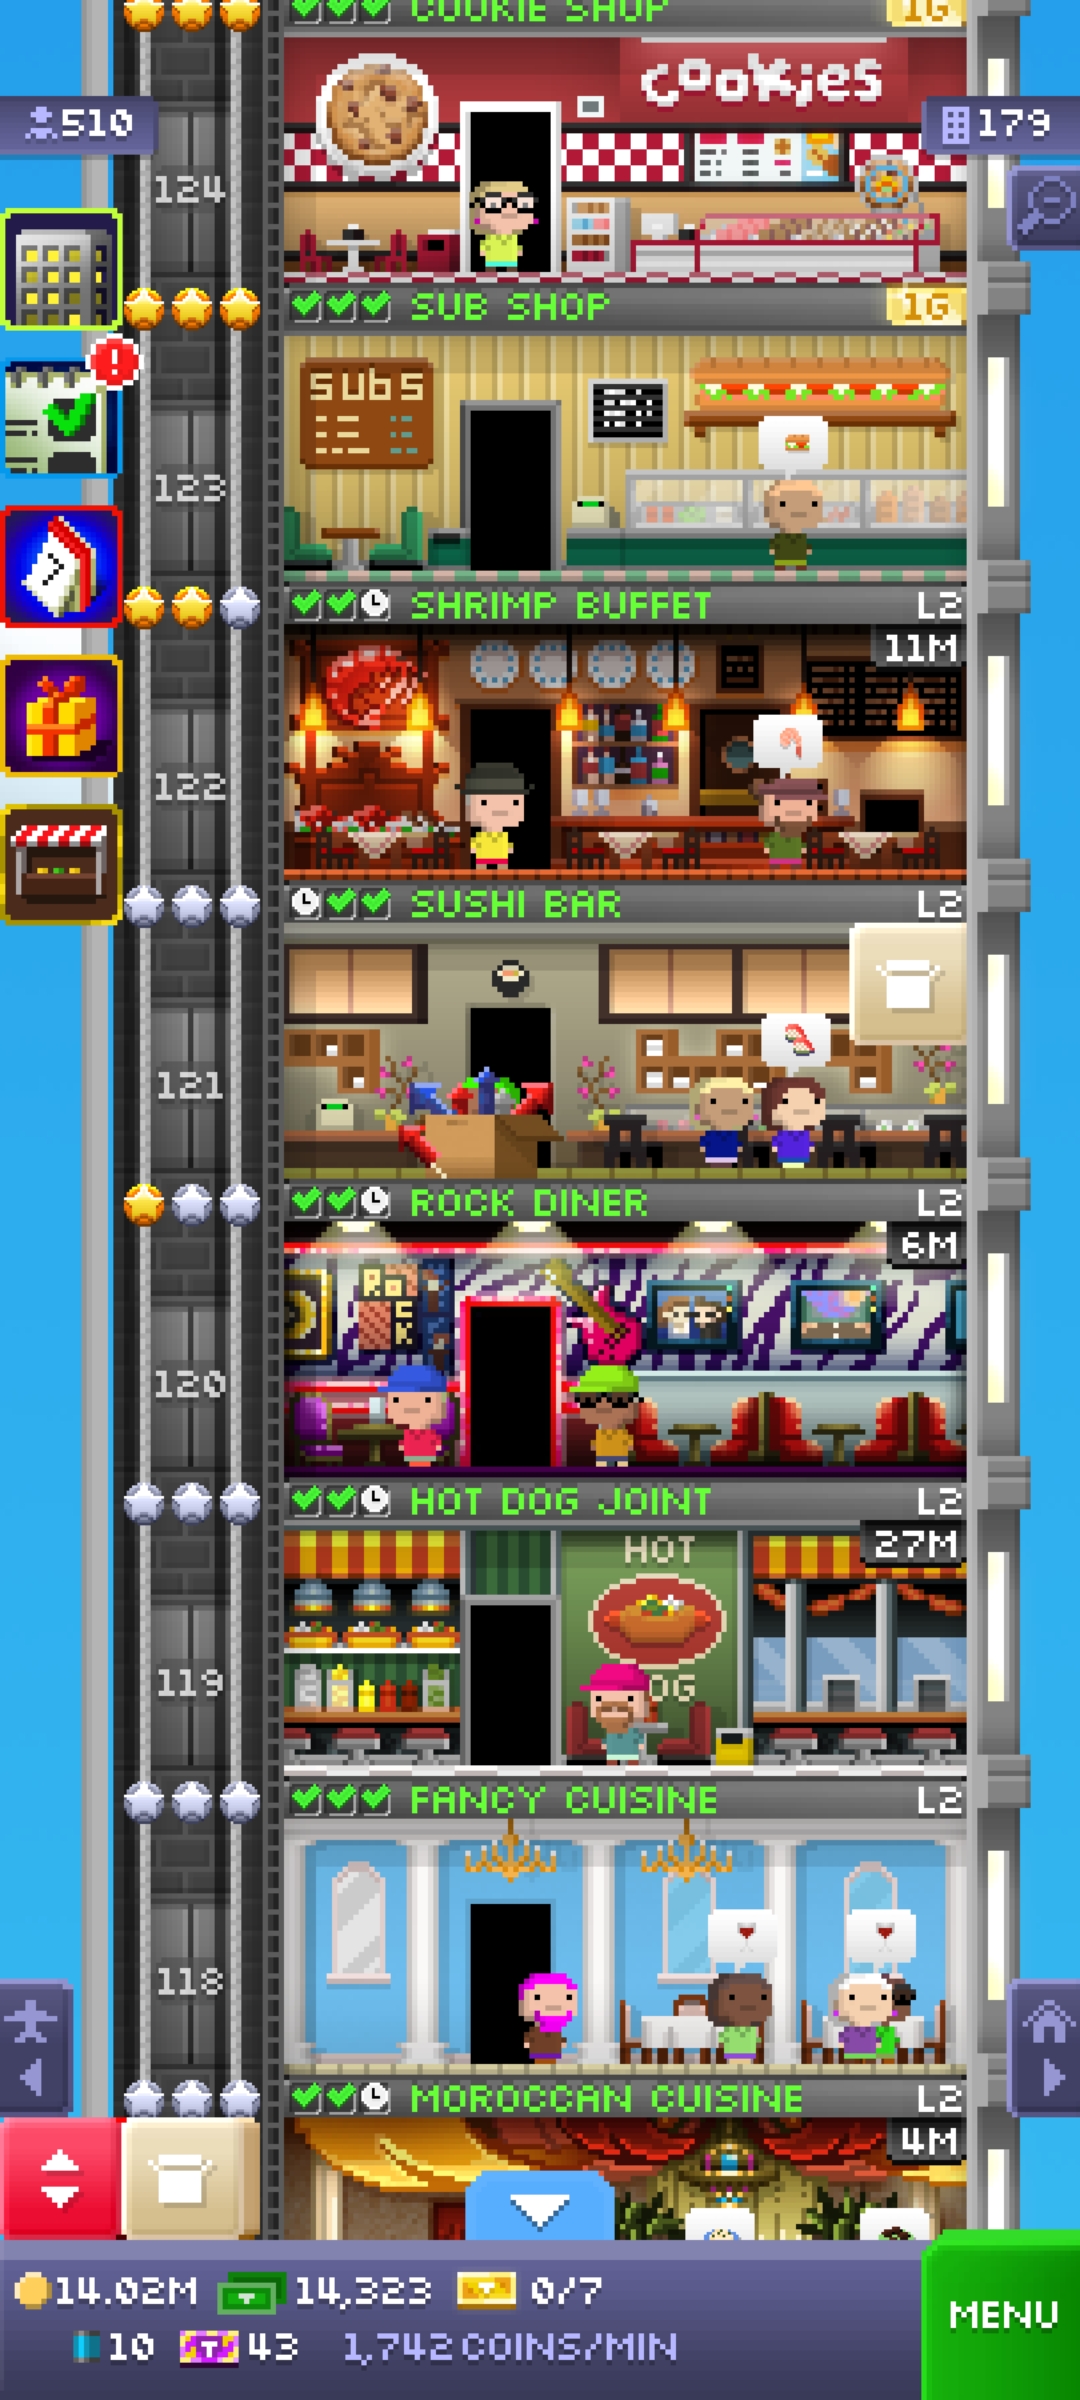 COOKIE SHOP 1G
cookies
510
179
124
SUB SHOP 1G
subs
123
SHRIMP BUFFET L2
11M
122
SUSHI BAR L2
121
ROCK DINER L2
6M
120
HOT DOG JOINT L2
27M
HOT
119
FANCY CUISINE L2
118
MOROCCAN CUISINE L2
4M
14.02M 14,323 0/7
MENU
10 43 1,742 COINS/MIN